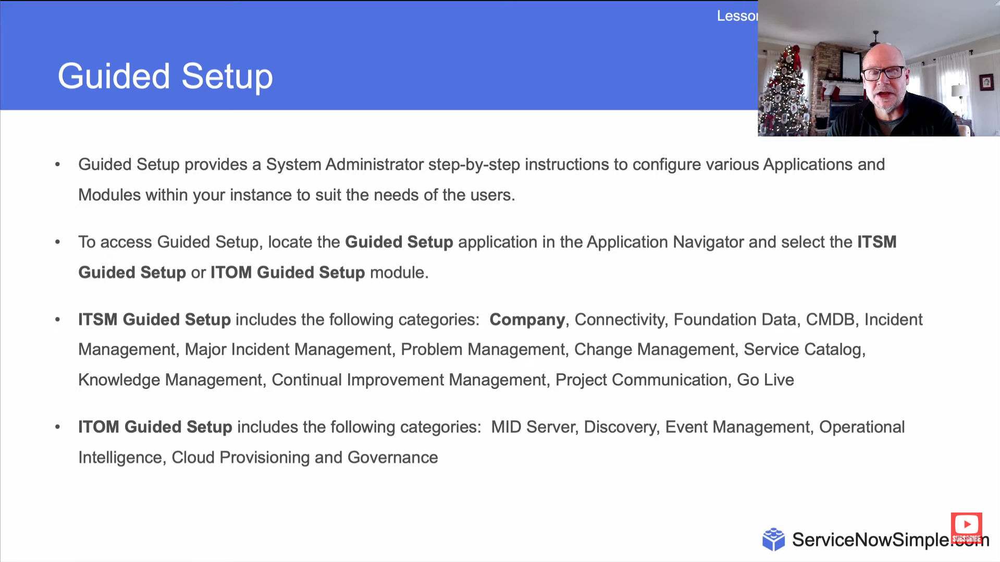 Lesson
Guided Setup
• Guided Setup provides a System Administrator step-by-step instructions to configure various Applications and
Modules within your instance to suit the needs of the users.
• To access Guided Setup, locate the Guided Setup application in the Application Navigator and select the ITSM
Guided Setup or ITOM Guided Setup module.
• ITSM Guided Setup includes the following categories:  Company, Connectivity, Foundation Data, CMDB, Incident
Management, Major Incident Management, Problem Management, Change Management, Service Catalog,
Knowledge Management, Continual Improvement Management, Project Communication, Go Live
• ITOM Guided Setup includes the following categories:  MID Server, Discovery, Event Management, Operational
Intelligence, Cloud Provisioning and Governance
SUBSCRIBE
ServiceNowSimple.com